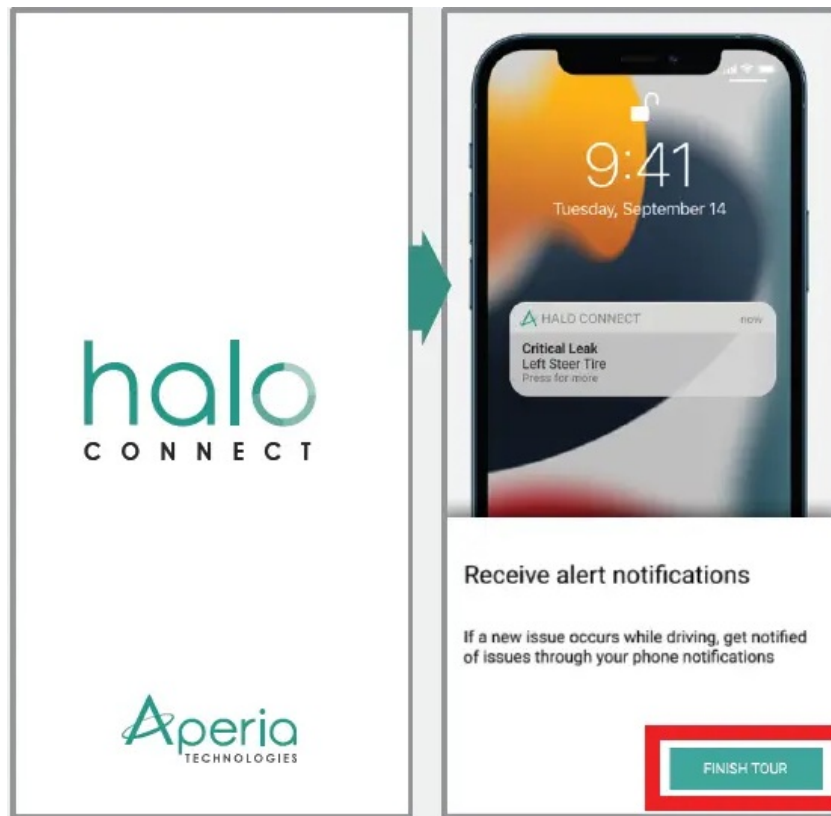 halo
CONNECT
Aperia
TECHNOLOGIES
9:41
Tuesday, September 14
HALO CONNECT now
Critical Leak
Left Steer Tire
Press for more
Receive alert notifications
If a new issue occurs while driving, get notified
of issues through your phone notifications
FINISH TOUR